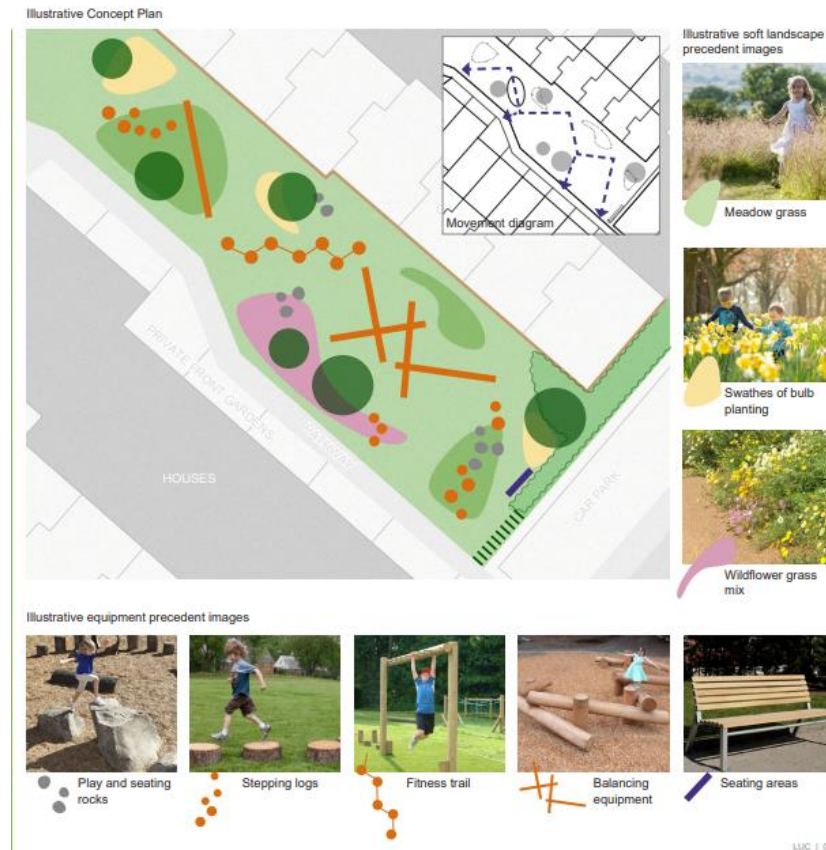 Illustrative Concept Plan
Illustrative soft landscape
precedent images
Movement diagram
Meadow grass
PRIVATE FRONT GARDENS
PATHWAY
HOUSES
CAR PARK
Swathes of bulb
planting
Wildflower grass
mix
Illustrative equipment precedent images
Play and seating
rocks
Stepping logs
Fitness trail
Balancing
equipment
Seating areas
LUC |